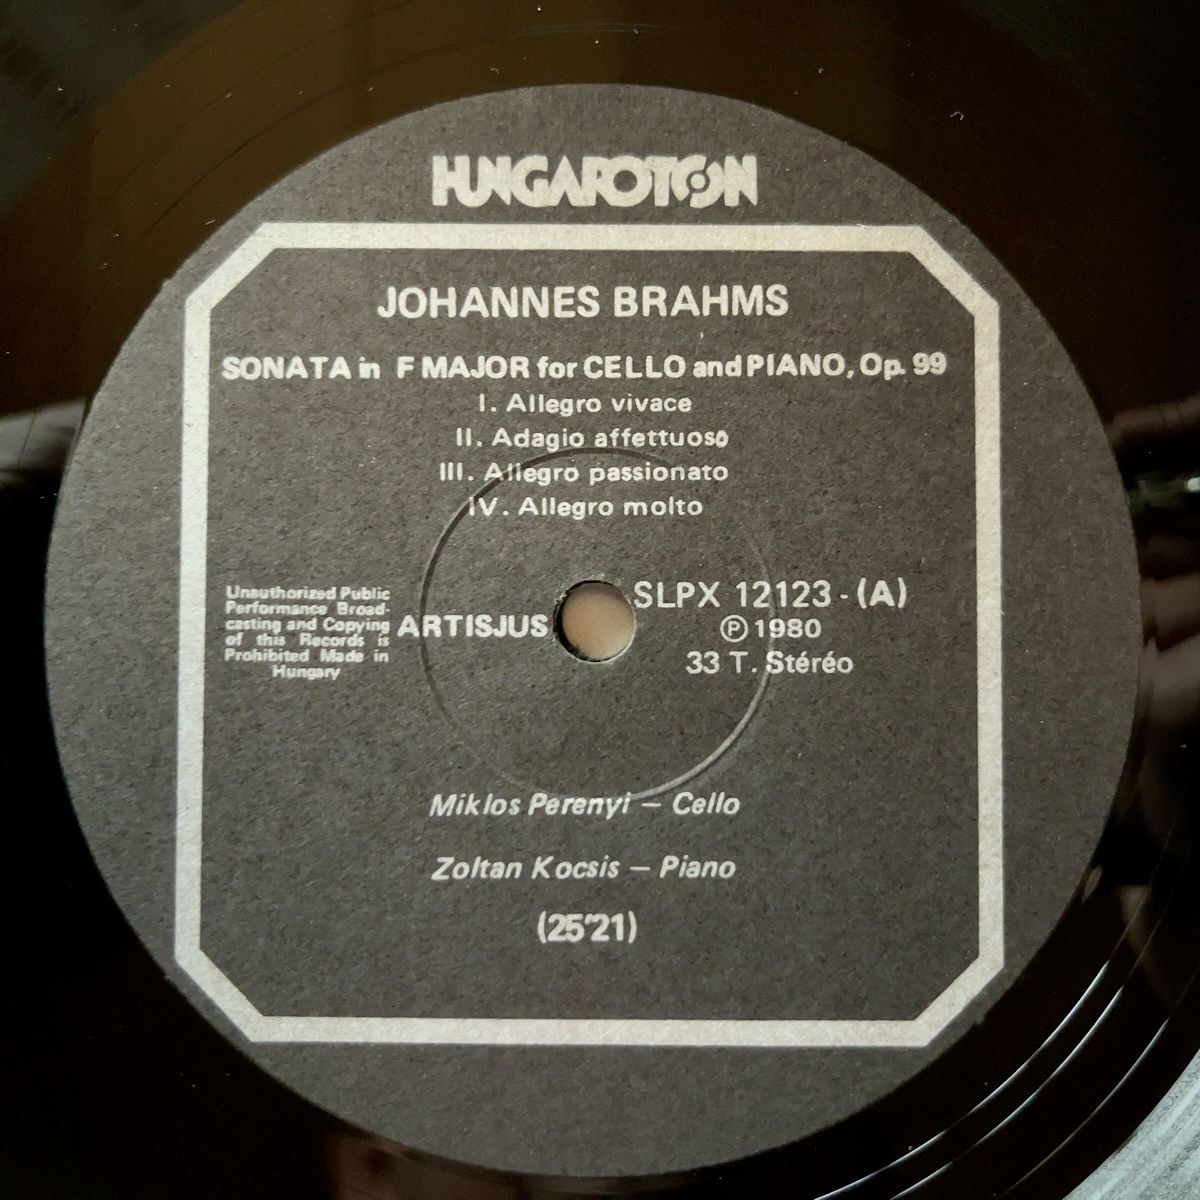 HUNGAROTON
JOHANNES BRAHMS
SONATA in F MAJOR for CELLO and PIANO, Op. 99
I. Allegro vivace
II. Adagio affettuoso
III. Allegro passionato
IV. Allegro molto
Unauthorized Public
Performance Broad-
casting and Copying
of this Records is
Prohibited Made in
Hungary
ARTISJUS
SLPX 12123 - (A)
Ⓟ 1980
33 T. Stéréo
Miklos Perenyi – Cello
Zoltan Kocsis – Piano
(25'21)